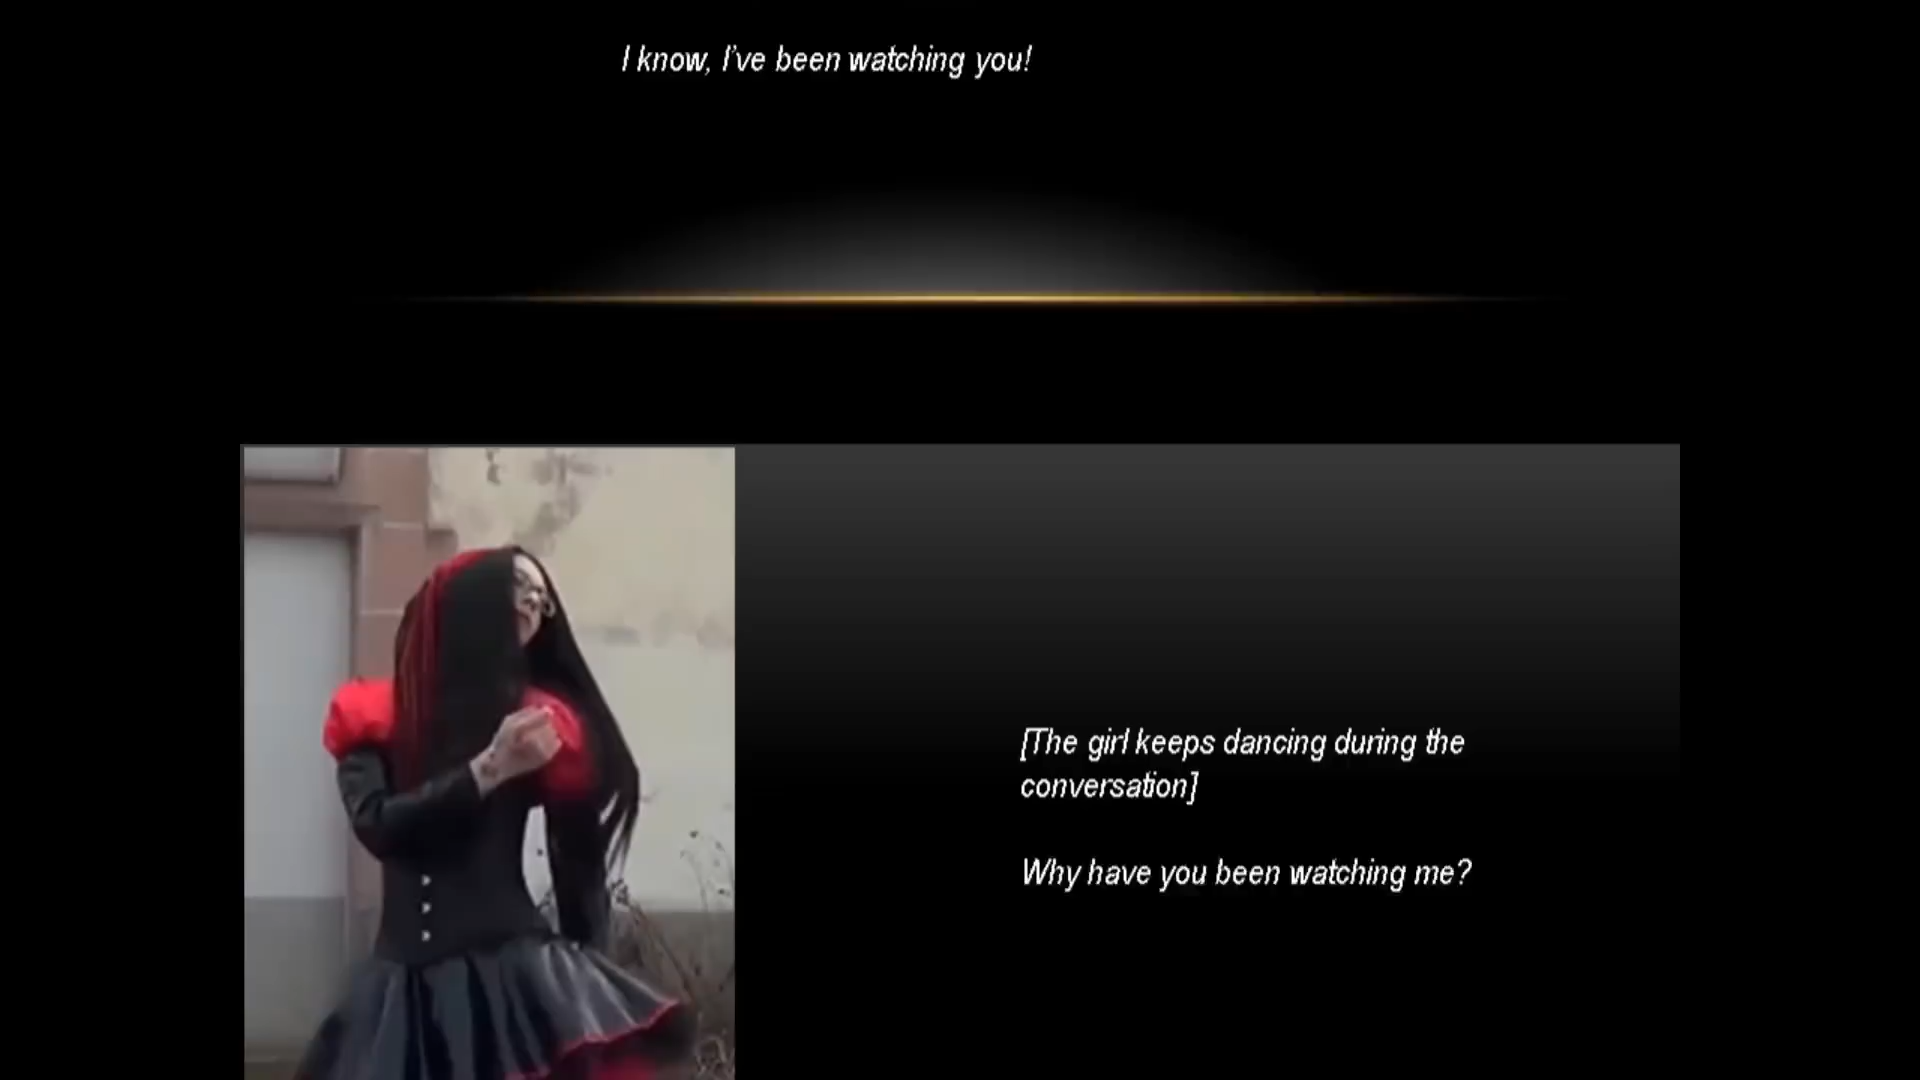 I know, I've been watching you!
[The girl keeps dancing during the
conversation]
Why have you been watching me?